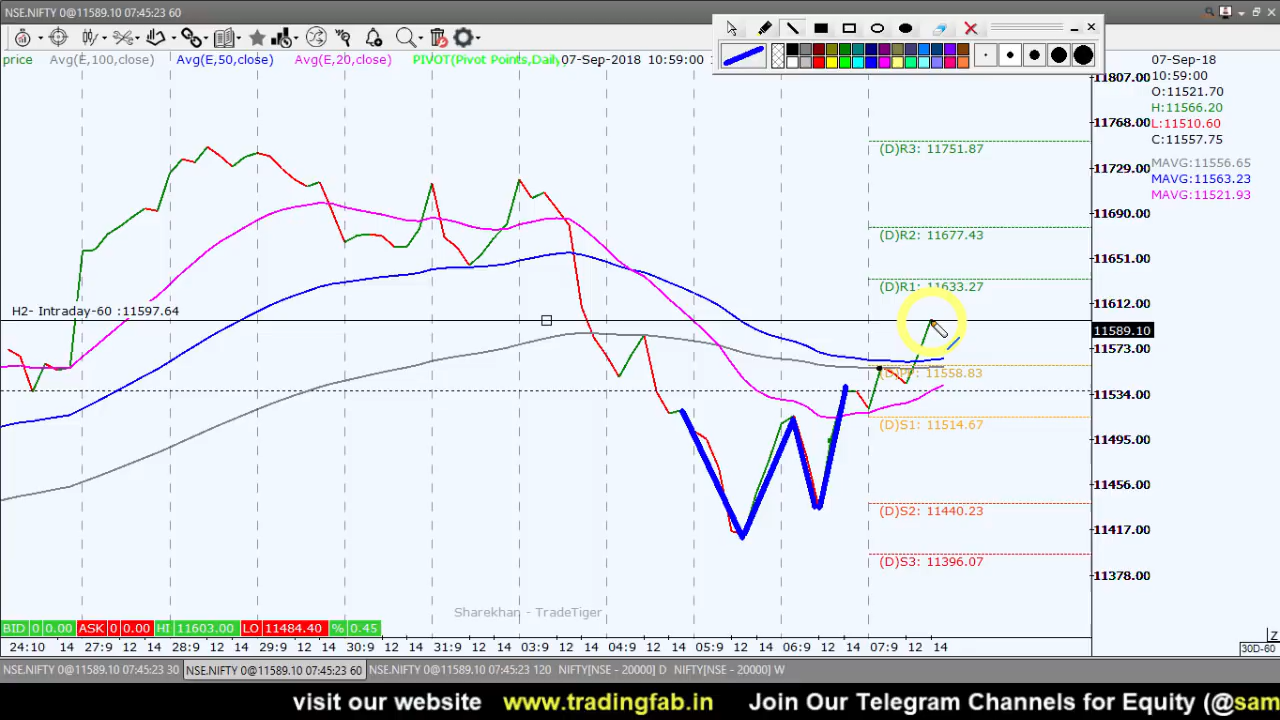 NSE.NIFTY 0@11589.10 07:45:23 60
price Avg(E,100,close) Avg(E,50,close) Avg(E,20,close) PIVOT(Pivot Points,Daily 07-Sep-2018 10:59:00
07-Sep-18
10:59:00
O:11521.70
H:11566.20
L:11510.60
C:11557.75
MAVG:11556.65
MAVG:11563.23
MAVG:11521.93
11807.00
11768.00
11729.00
11690.00
11651.00
11612.00
11589.10
11573.00
11534.00
11495.00
11456.00
11417.00
11378.00
(D)R3: 11751.87
(D)R2: 11677.43
(D)R1: 11633.27
H2- Intraday-60 :11597.64
(D)PP: 11558.83
(D)S1: 11514.67
(D)S2: 11440.23
(D)S3: 11396.07
Sharekhan - TradeTiger
BID 0 0.00 ASK 0 0.00 HI 11603.00 LO 11484.40 % 0.45
Z
24:10 14 27:9 12 14 28:9 12 14 29:9 12 14 30:9 12 14 31:9 12 14 03:9 12 14 04:9 12 14 05:9 12 14 06:9 12 14 07:9 12 14 30D-60
NSE.NIFTY 0@11589.10 07:45:23 30 NSE.NIFTY 0@11589.10 07:45:23 60 NSE.NIFTY 0@11589.10 07:45:23 120 NIFTY[NSE - 20000] D NIFTY[NSE - 20000] W
visit our website www.tradingfab.in Join Our Telegram Channels for Equity (@sam